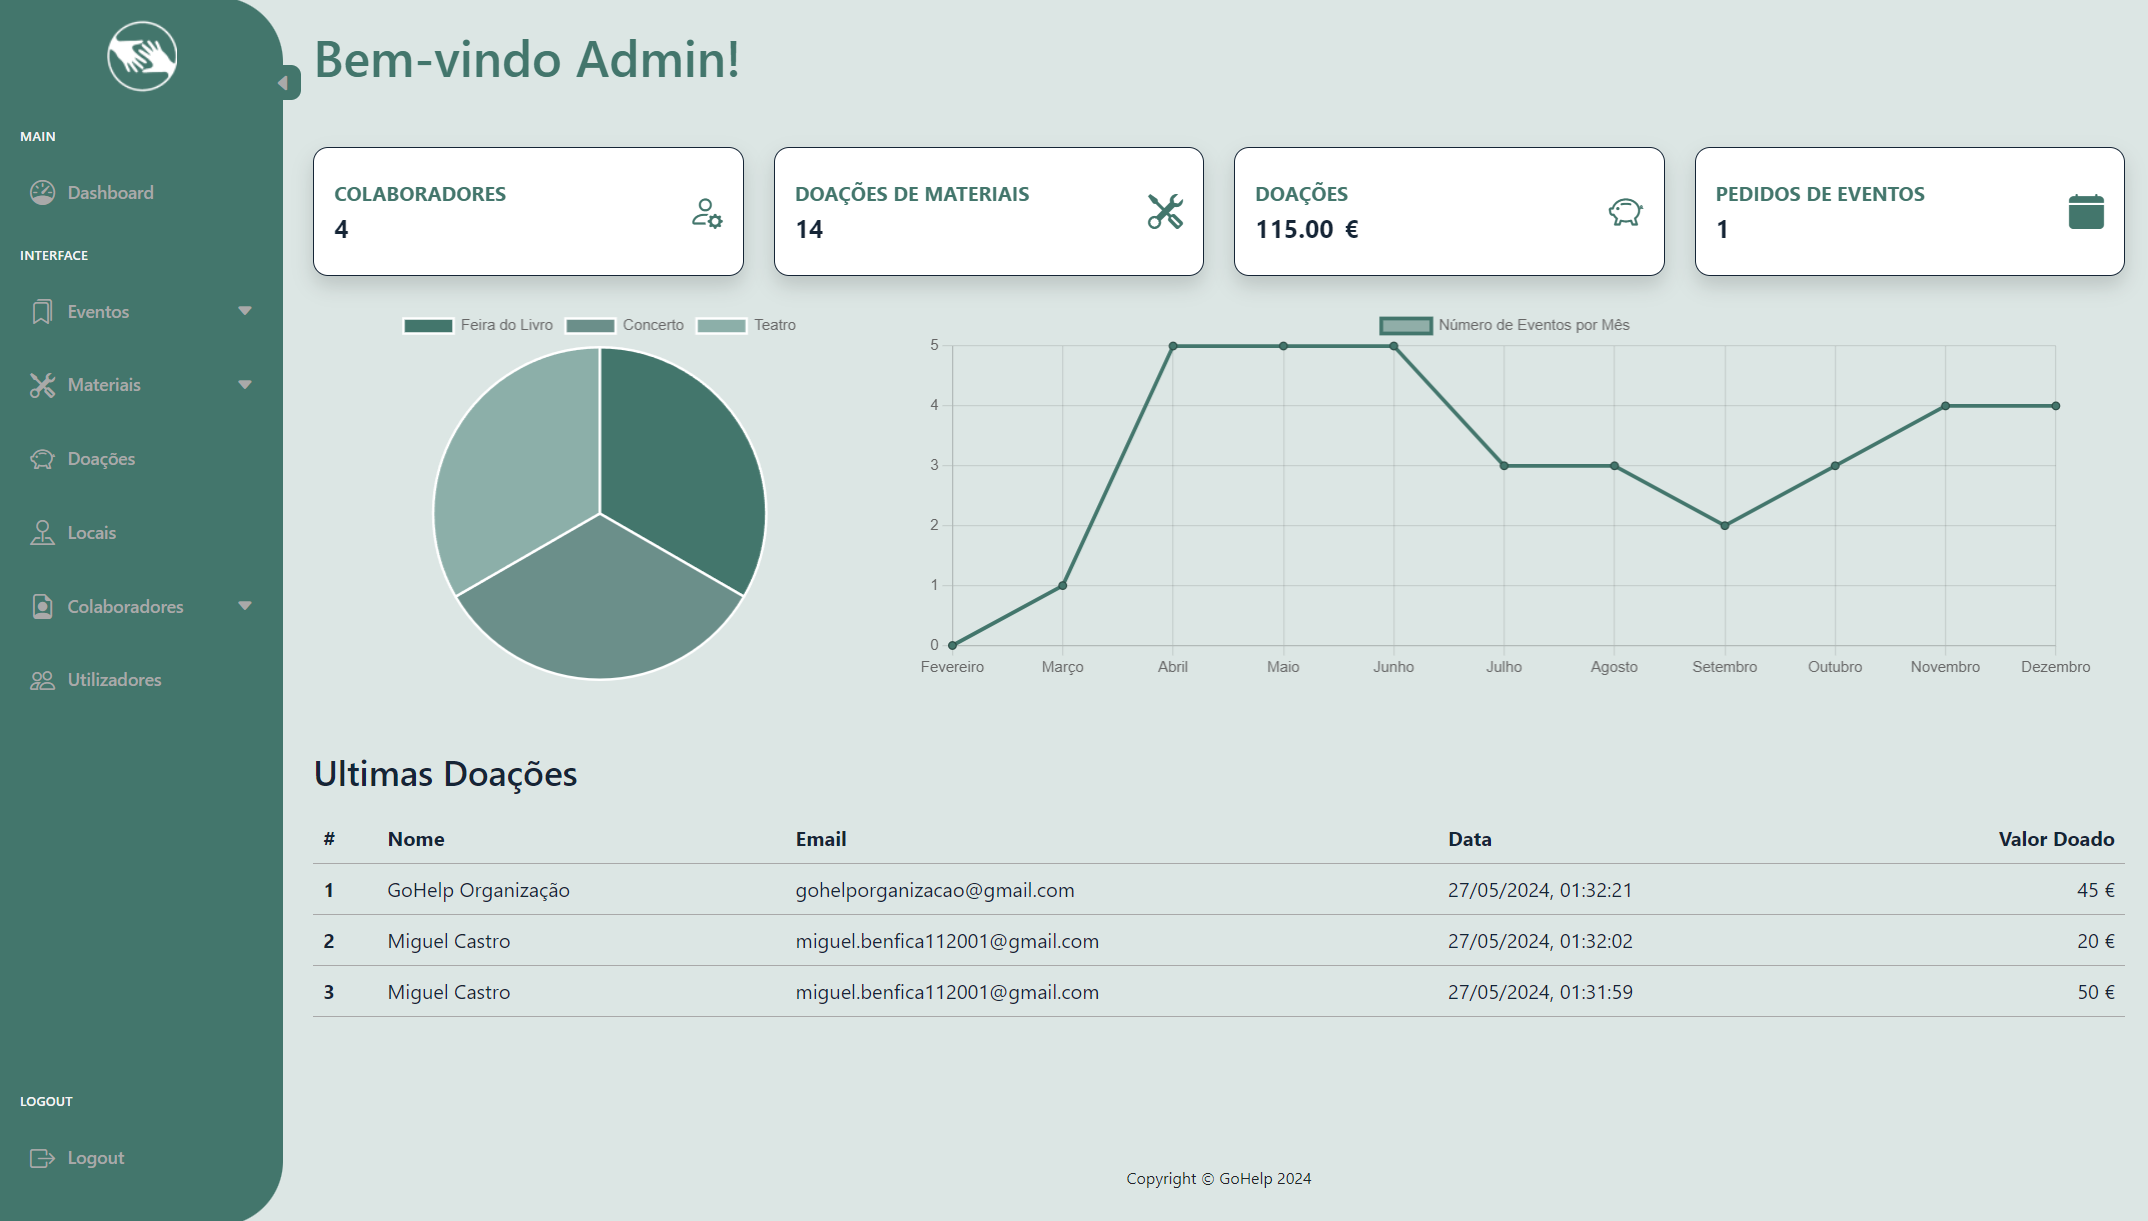 Bem-vindo Admin!
MAIN
Dashboard
INTERFACE
Eventos
Materiais
Doações
Locais
Colaboradores
Utilizadores
LOGOUT
Logout
COLABORADORES
4
DOAÇÕES DE MATERIAIS
14
DOAÇÕES
115.00 €
PEDIDOS DE EVENTOS
1
Feira do Livro Concerto Teatro
Número de Eventos por Mês
5
4
3
2
1
0
Fevereiro Março Abril Maio Junho Julho Agosto Setembro Outubro Novembro Dezembro
Ultimas Doações
# Nome Email Data Valor Doado
1 GoHelp Organização gohelporganizacao@gmail.com 27/05/2024, 01:32:21 45 €
2 Miguel Castro miguel.benfica112001@gmail.com 27/05/2024, 01:32:02 20 €
3 Miguel Castro miguel.benfica112001@gmail.com 27/05/2024, 01:31:59 50 €
Copyright © GoHelp 2024